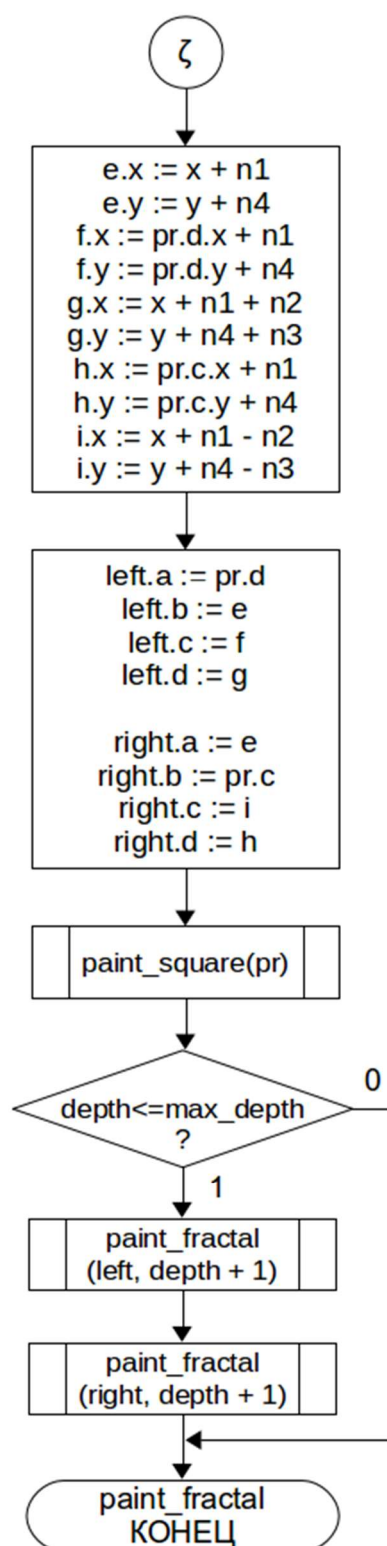 ζ
e.x := x + n1
e.y := y + n4
f.x := pr.d.x + n1
f.y := pr.d.y + n4
g.x := x + n1 + n2
g.y := y + n4 + n3
h.x := pr.c.x + n1
h.y := pr.c.y + n4
i.x := x + n1 - n2
i.y := y + n4 - n3
left.a := pr.d
left.b := e
left.c := f
left.d := g
right.a := e
right.b := pr.c
right.c := i
right.d := h
paint_square(pr)
0
depth<=max_depth
?
1
paint_fractal
(left, depth + 1)
paint_fractal
(right, depth + 1)
paint_fractal
КОНЕЦ